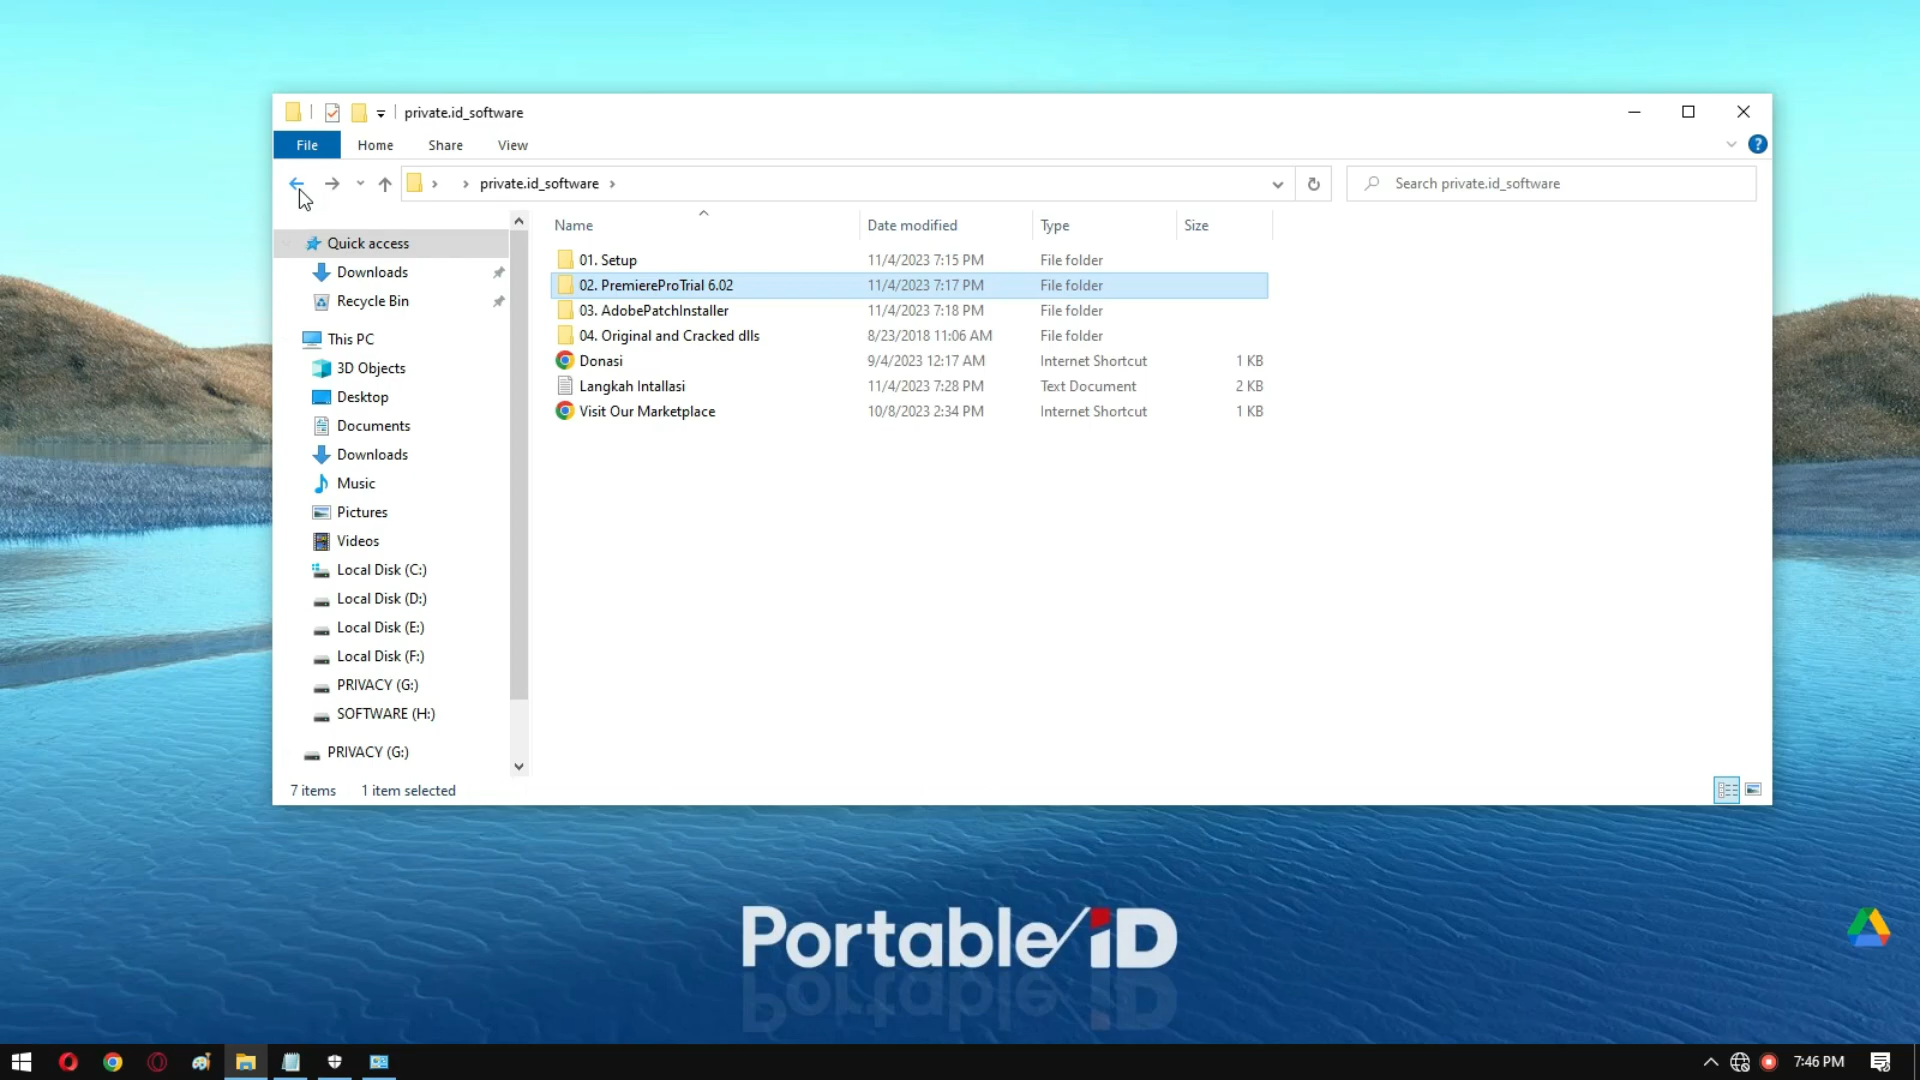 private.id_software
File
Home
Share
View
private.id_software
Search private.id_software
Name
Date modified
Type
Size
01. Setup
11/4/2023 7:15 PM
File folder
02. PremiereProTrial 6.02
11/4/2023 7:17 PM
File folder
03. AdobePatchInstaller
11/4/2023 7:18 PM
File folder
04. Original and Cracked dlls
8/23/2018 11:06 AM
File folder
Donasi
9/4/2023 12:17 AM
Internet Shortcut
1 KB
Langkah Intallasi
11/4/2023 7:28 PM
Text Document
2 KB
Visit Our Marketplace
10/8/2023 2:34 PM
Internet Shortcut
1 KB
Quick access
Downloads
Recycle Bin
This PC
3D Objects
Desktop
Documents
Downloads
Music
Pictures
Videos
Local Disk (C:)
Local Disk (D:)
Local Disk (E:)
Local Disk (F:)
PRIVACY (G:)
SOFTWARE (H:)
PRIVACY (G:)
7 items
1 item selected
Portable/iD
7:46 PM